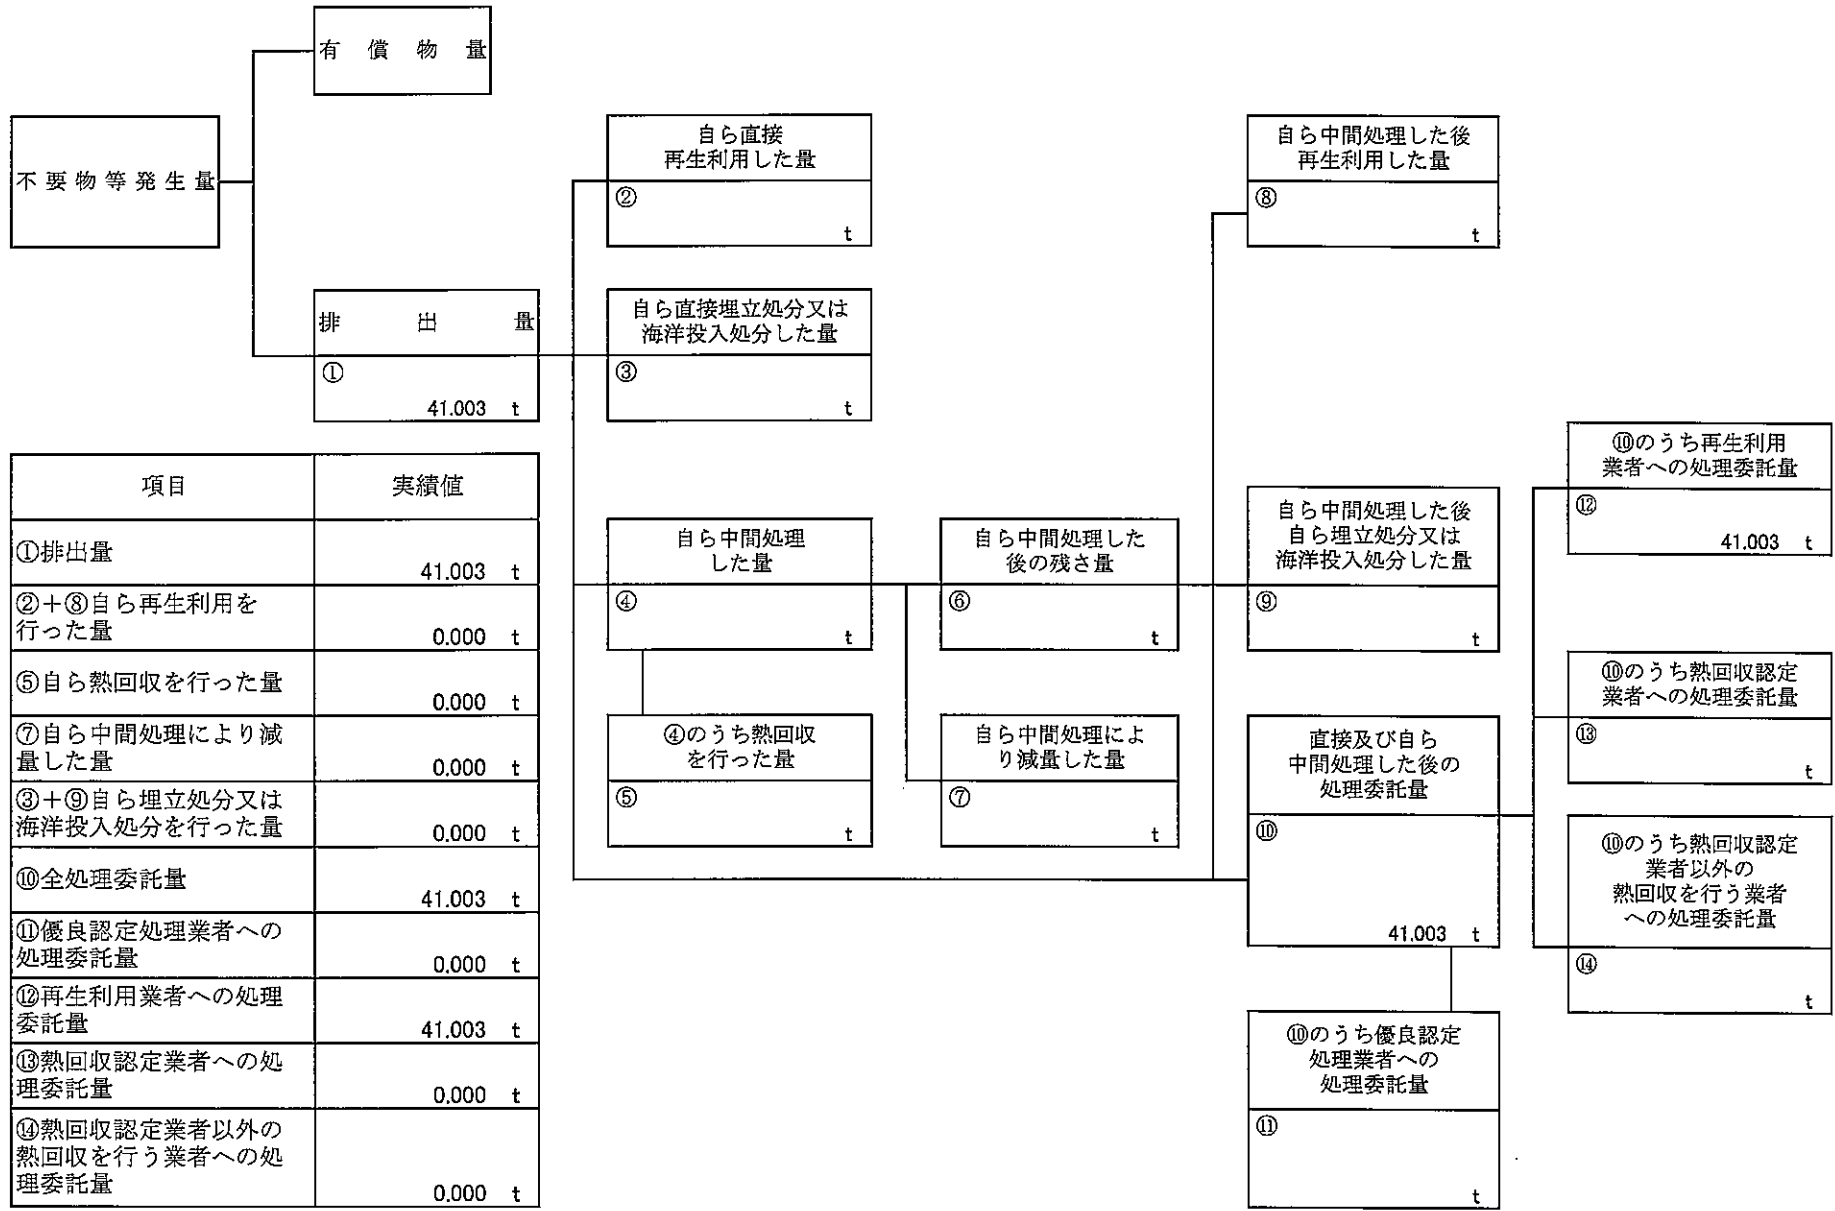 有償物量
不要物等発生量
排出量
①
41.003 t
自ら直接
再生利用した量
②
t
自ら直接埋立処分又は
海洋投入処分した量
③
t
自ら中間処理
した量
④
t
④のうち熱回収
を行った量
⑤
t
自ら中間処理した
後の残さ量
⑥
t
自ら中間処理によ
り減量した量
⑦
t
自ら中間処理した後
再生利用した量
⑧
t
自ら中間処理した後
自ら埋立処分又は
海洋投入処分した量
⑨
t
直接及び自ら
中間処理した後の
処理委託量
⑩
41.003 t
⑩のうち優良認定
処理業者への
処理委託量
⑪
t
⑩のうち再生利用
業者への処理委託量
⑫
41.003 t
⑩のうち熱回収認定
業者への処理委託量
⑬
t
⑩のうち熱回収認定
業者以外の
熱回収を行う業者
への処理委託量
⑭
t
項目 実績値
①排出量
41.003 t
②+⑧自ら再生利用を
行った量
0.000 t
⑤自ら熱回収を行った量
0.000 t
⑦自ら中間処理により減
量した量
0.000 t
③+⑨自ら埋立処分又は
海洋投入処分を行った量
0.000 t
⑩全処理委託量
41.003 t
⑪優良認定処理業者への
処理委託量
0.000 t
⑫再生利用業者への処理
委託量
41.003 t
⑬熱回収認定業者への処
理委託量
0.000 t
⑭熱回収認定業者以外の
熱回収を行う業者への処
理委託量
0.000 t